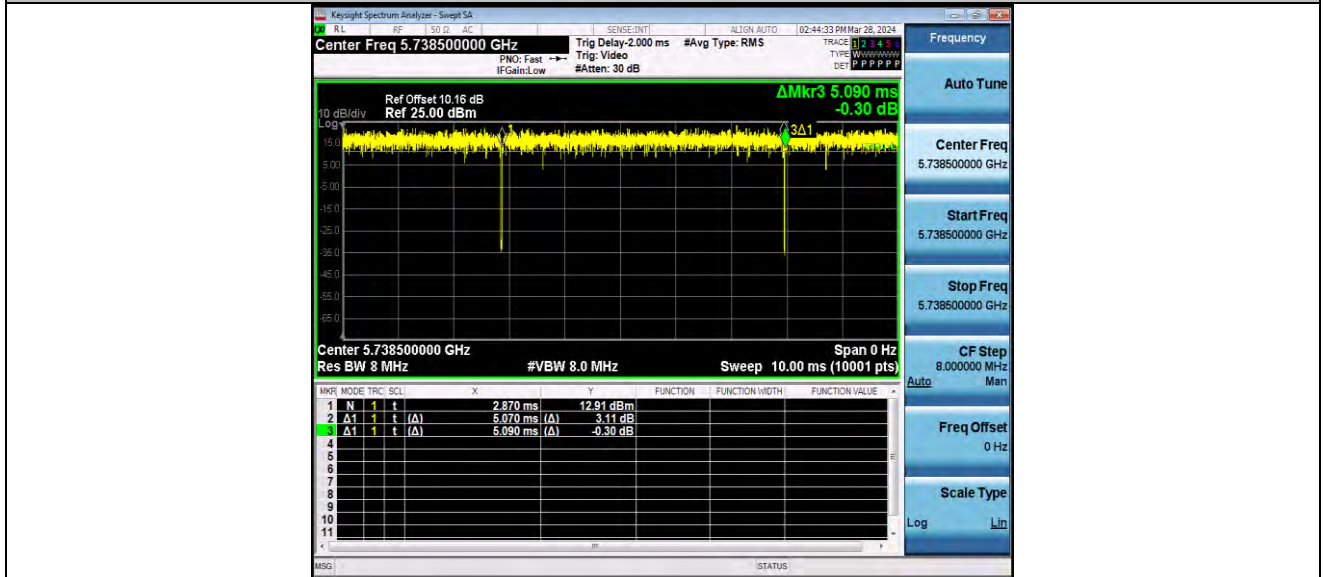 Keysight Spectrum Analyzer - Swept SA
RL RF 50 Ω AC SENSE:INT ALIGN AUTO 02:44:33 PM Mar 28, 2024
Center Freq 5.738500000 GHz
PNO: Fast
IFGain:Low
Trig Delay-2.000 ms
Trig: Video
#Atten: 30 dB
#Avg Type: RMS
TRACE 1 2 3 4 5 6
TYPE WWWWWW
DET P P P P P P
ΔMkr3 5.090 ms
-0.30 dB
Ref Offset 10.16 dB
10 dB/div Ref 25.00 dBm
Log
1
3Δ1
15.0
5.00
-5.00
-15.0
-25.0
-35.0
-45.0
-55.0
-65.0
Center 5.738500000 GHz Span 0 Hz
Res BW 8 MHz #VBW 8.0 MHz Sweep 10.00 ms (10001 pts)
MKR MODE TRC SCL X Y FUNCTION FUNCTION WIDTH FUNCTION VALUE
1 N 1 t 2.870 ms 12.91 dBm
2 Δ1 1 t (Δ) 5.070 ms (Δ) 3.11 dB
3 Δ1 1 t (Δ) 5.090 ms (Δ) -0.30 dB
4
5
6
7
8
9
10
11
MSG STATUS
Frequency
Auto Tune
Center Freq
5.738500000 GHz
Start Freq
5.738500000 GHz
Stop Freq
5.738500000 GHz
CF Step
8.000000 MHz
Auto Man
Freq Offset
0 Hz
Scale Type
Log Lin